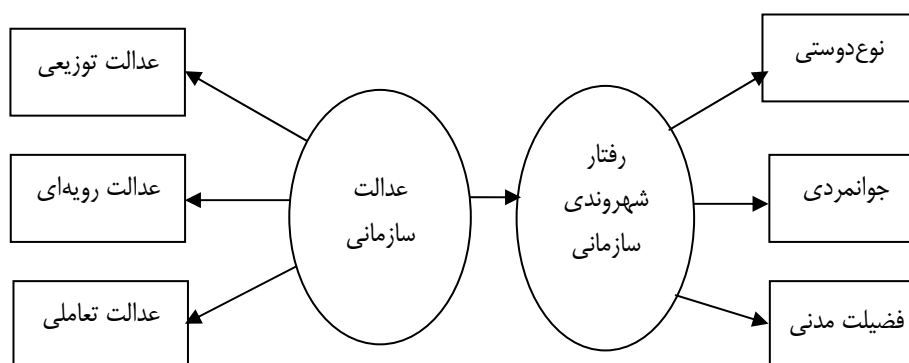 نوع‌دوستی
عدالت توزیعی
رفتار
شهروندی
سازمانی
عدالت
سازمانی
جوانمردی
عدالت رویه‌ای
فضیلت مدنی
عدالت تعاملی